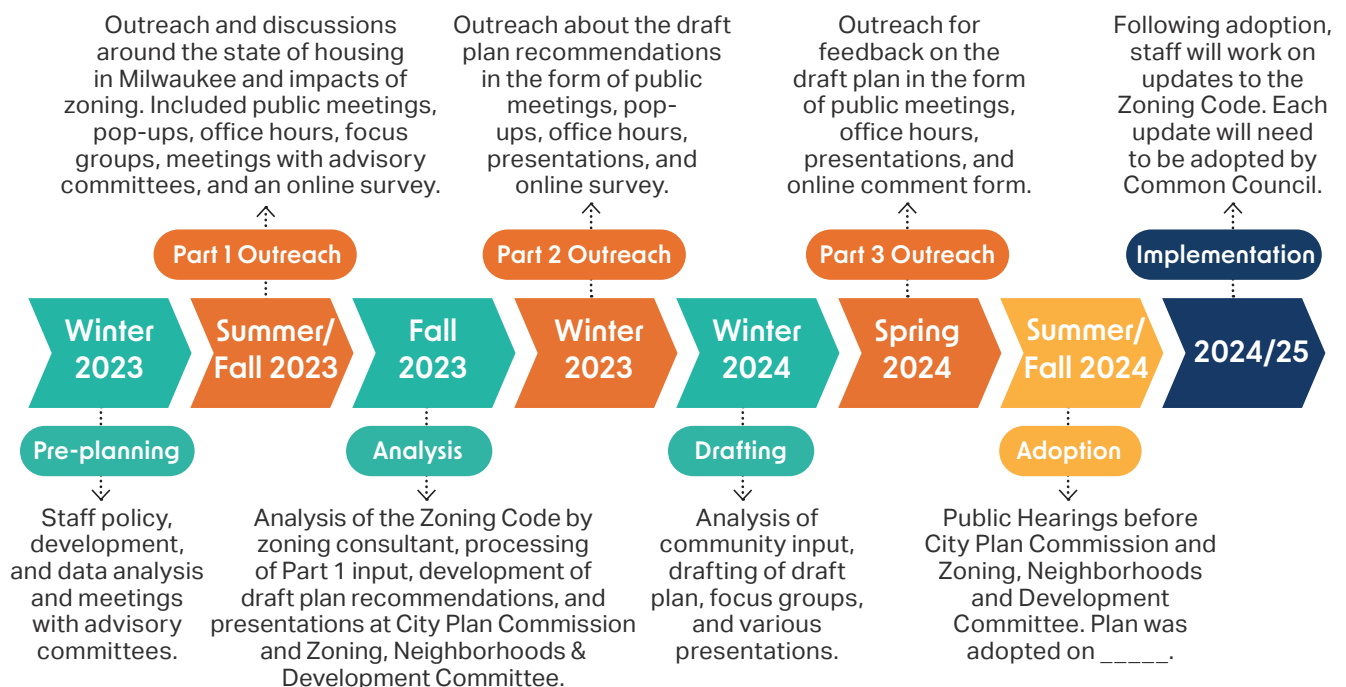 Outreach and discussions
around the state of housing
in Milwaukee and impacts of
zoning. Included public meetings,
pop-ups, office hours, focus
groups, meetings with advisory
committees, and an online survey.
Outreach about the draft
plan recommendations
in the form of public
meetings, pop-
ups, office hours,
presentations, and
online survey.
Outreach for
feedback on the
draft plan in the form
of public meetings,
office hours,
presentations, and
online comment form.
Following adoption,
staff will work on
updates to the
Zoning Code. Each
update will need
to be adopted by
Common Council.
Part 1 Outreach
Part 2 Outreach
Part 3 Outreach
Implementation
Winter
2023
Summer/
Fall 2023
Fall
2023
Winter
2023
Winter
2024
Spring
2024
Summer/
Fall 2024
2024/25
Pre-planning
Analysis
Drafting
Adoption
Staff policy,
development,
and data analysis
and meetings
with advisory
committees.
Analysis of the Zoning Code by
zoning consultant, processing
of Part 1 input, development of
draft plan recommendations, and
presentations at City Plan Commission
and Zoning, Neighborhoods &
Development Committee.
Analysis of
community input,
drafting of draft
plan, focus groups,
and various
presentations.
Public Hearings before
City Plan Commission and
Zoning, Neighborhoods
and Development
Committee. Plan was
adopted on _____.